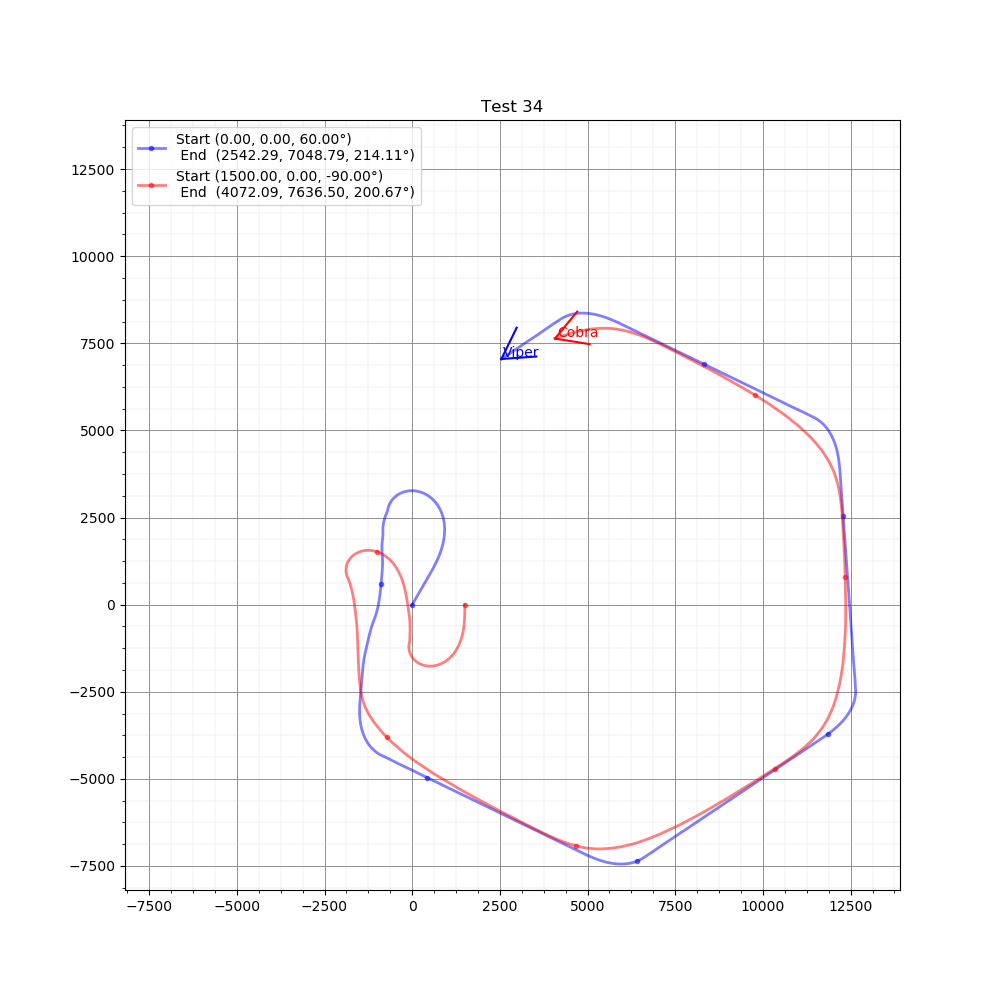 Test 34
Start (0.00, 0.00, 60.00°)
End (2542.29, 7048.79, 214.11°)
Start (1500.00, 0.00, -90.00°)
End (4072.09, 7636.50, 200.67°)
12500
10000
7500
5000
2500
0
−2500
−5000
−7500
Cobra
Viper
−7500 −5000 −2500 0 2500 5000 7500 10000 12500